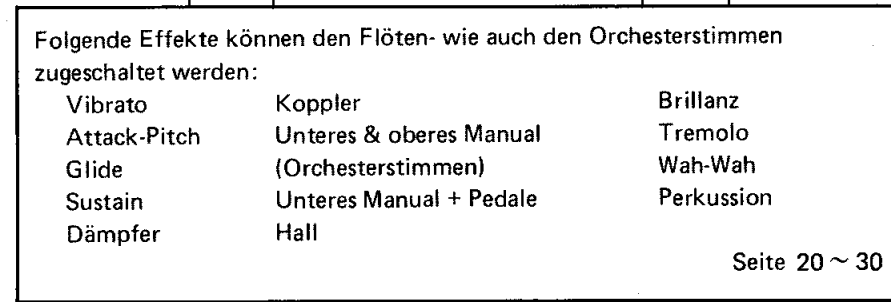 Folgende Effekte können den Flöten- wie auch den Orchesterstimmen
zugeschaltet werden:
Vibrato Koppler Brillanz
Attack-Pitch Unteres & oberes Manual Tremolo
Glide (Orchesterstimmen) Wah-Wah
Sustain Unteres Manual + Pedale Perkussion
Dämpfer Hall
Seite 20 ~ 30